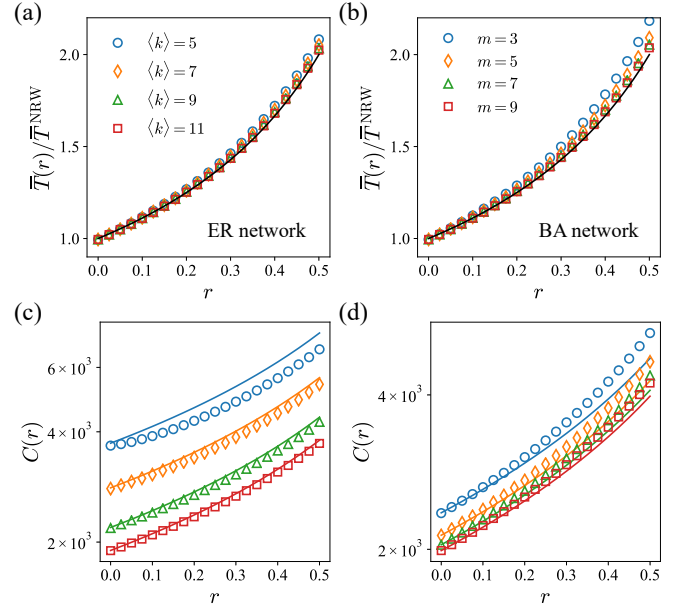 (a)
T̿(r)/T̿ᴺᴿᵂ
2.0
1.5
1.0
⟨k⟩ = 5
⟨k⟩ = 7
⟨k⟩ = 9
⟨k⟩ = 11
ER network
0.0 0.1 0.2 0.3 0.4 0.5
r
(b)
T̿(r)/T̿ᴺᴿᵂ
2.0
1.5
1.0
m = 3
m = 5
m = 7
m = 9
BA network
0.0 0.1 0.2 0.3 0.4 0.5
r
(c)
C(r)
6 × 10³
4 × 10³
2 × 10³
0.0 0.1 0.2 0.3 0.4 0.5
r
(d)
C(r)
4 × 10³
2 × 10³
0.0 0.1 0.2 0.3 0.4 0.5
r